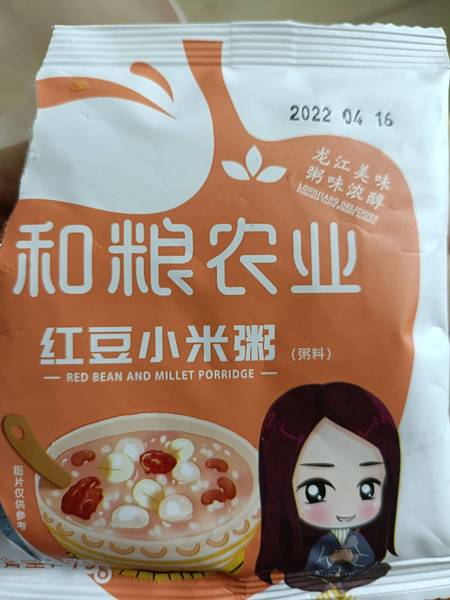 2022 04 16
龙江美味
粥味浓醇
LONGJIANG DELICIOUS
和粮农业
红豆小米粥
(粥料)
RED BEAN AND MILLET PORRIDGE
图片仅供参考